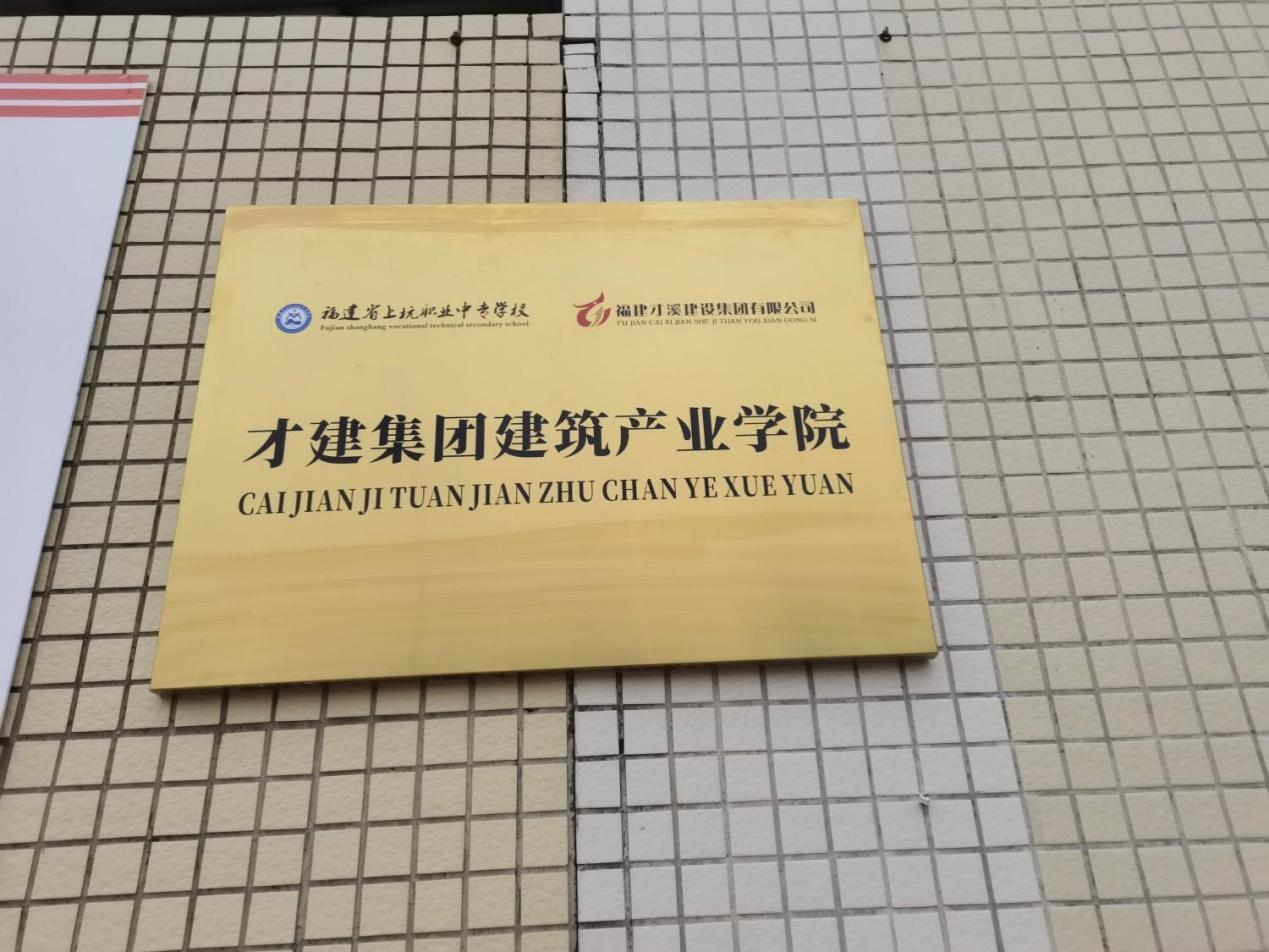 福建省上杭职业中专学校
Fujian shanghang vocational technical secondary school
福建才溪建设集团有限公司
FU JIAN CAI XI JIAN SHE JI TUAN YOU XIAN GONG SI
才建集团建筑产业学院
CAI JIAN JI TUAN JIAN ZHU CHAN YE XUE YUAN